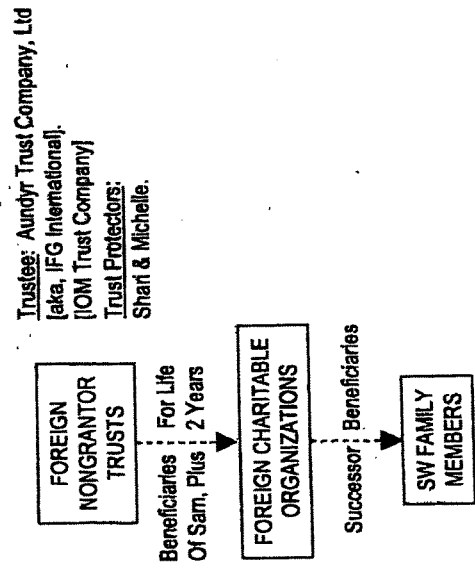 Trustee: Aundyr Trust Company, Ltd
[aka, IFG International].
[IOM Trust Company]
Trust Protectors:
Shari & Michelle.
FOREIGN
NONGRANTOR
TRUSTS
Beneficiaries For Life
Of Sam, Plus 2 Years
FOREIGN CHARITABLE
ORGANIZATIONS
Successor Beneficiaries
SW FAMILY
MEMBERS